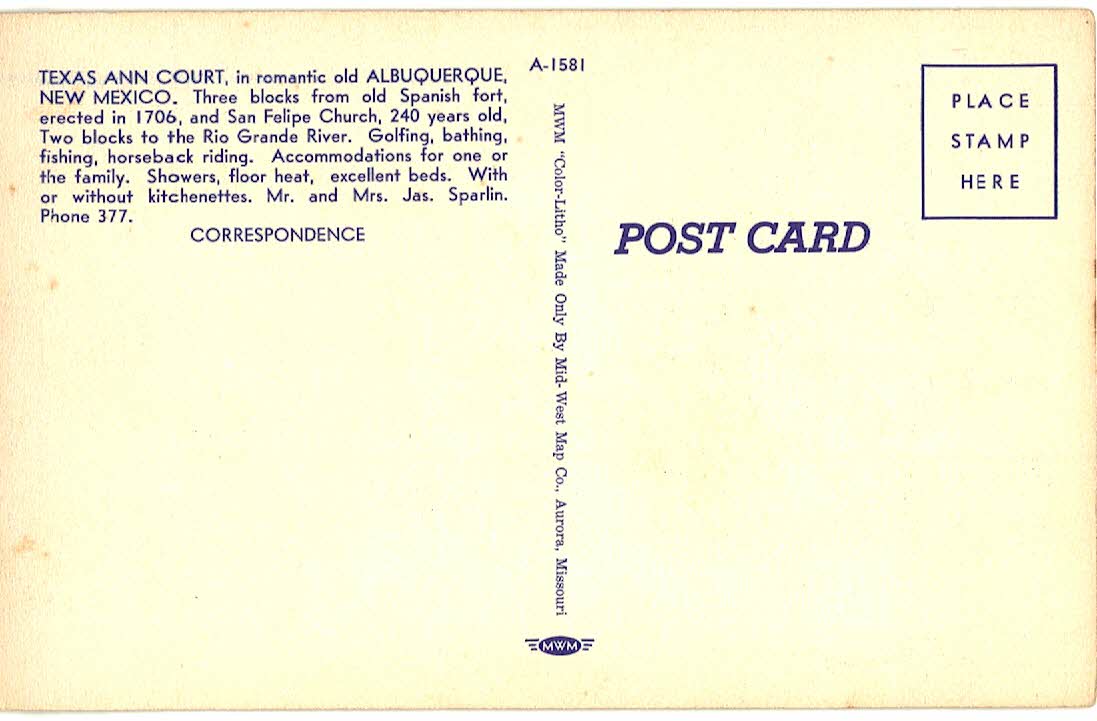 TEXAS ANN COURT, in romantic old ALBUQUERQUE,
NEW MEXICO. Three blocks from old Spanish fort,
erected in 1706, and San Felipe Church, 240 years old,
Two blocks to the Rio Grande River. Golfing, bathing,
fishing, horseback riding. Accommodations for one or
the family. Showers, floor heat, excellent beds. With
or without kitchenettes. Mr. and Mrs. Jas. Sparlin.
Phone 377.
CORRESPONDENCE
A-1581
MWM "Color-Litho" Made Only By Mid-West Map Co., Aurora, Missouri
MWM
POST CARD
PLACE
STAMP
HERE